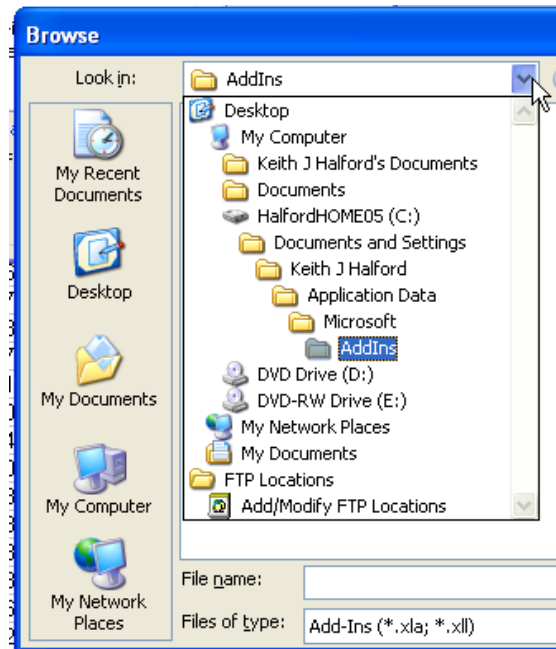 Browse
Look in:
AddIns
Desktop
My Computer
Keith J Halford's Documents
Documents
HalfordHOME05 (C:)
Documents and Settings
Keith J Halford
Application Data
Microsoft
AddIns
DVD Drive (D:)
DVD-RW Drive (E:)
My Network Places
My Documents
FTP Locations
Add/Modify FTP Locations
My Recent
Documents
Desktop
My Documents
My Computer
My Network
Places
File name:
Files of type:
Add-Ins (*.xla; *.xll)